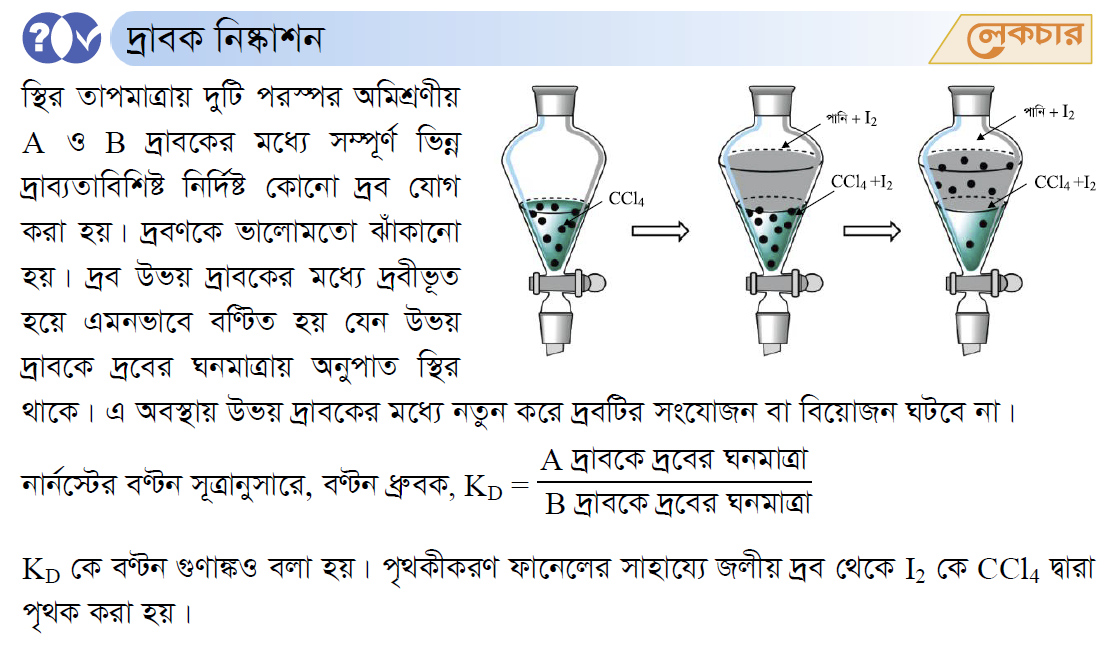 দ্রাবক নিষ্কাশন
লেকচার
স্থির তাপমাত্রায় দুটি পরস্পর অমিশ্রণীয়
A ও B দ্রাবকের মধ্যে সম্পূর্ণ ভিন্ন
দ্রাব্যতাবিশিষ্ট নির্দিষ্ট কোনো দ্রব যোগ
করা হয়। দ্রবণকে ভালোমতো ঝাঁকানো
হয়। দ্রব উভয় দ্রাবকের মধ্যে দ্রবীভূত
হয়ে এমনভাবে বণ্টিত হয় যেন উভয়
দ্রাবকে দ্রবের ঘনমাত্রায় অনুপাত স্থির
থাকে। এ অবস্থায় উভয় দ্রাবকের মধ্যে নতুন করে দ্রবটির সংযোজন বা বিয়োজন ঘটবে না।
CCl₄
পানি + I₂
CCl₄+I₂
পানি + I₂
CCl₄+I₂
নার্নস্টের বণ্টন সূত্রানুসারে, বণ্টন ধ্রুবক, K_D = A দ্রাবকে দ্রবের ঘনমাত্রা
B দ্রাবকে দ্রবের ঘনমাত্রা
K_D কে বণ্টন গুণাঙ্কও বলা হয়। পৃথকীকরণ ফানেলের সাহায্যে জলীয় দ্রব থেকে I₂ কে CCl₄ দ্বারা
পৃথক করা হয়।